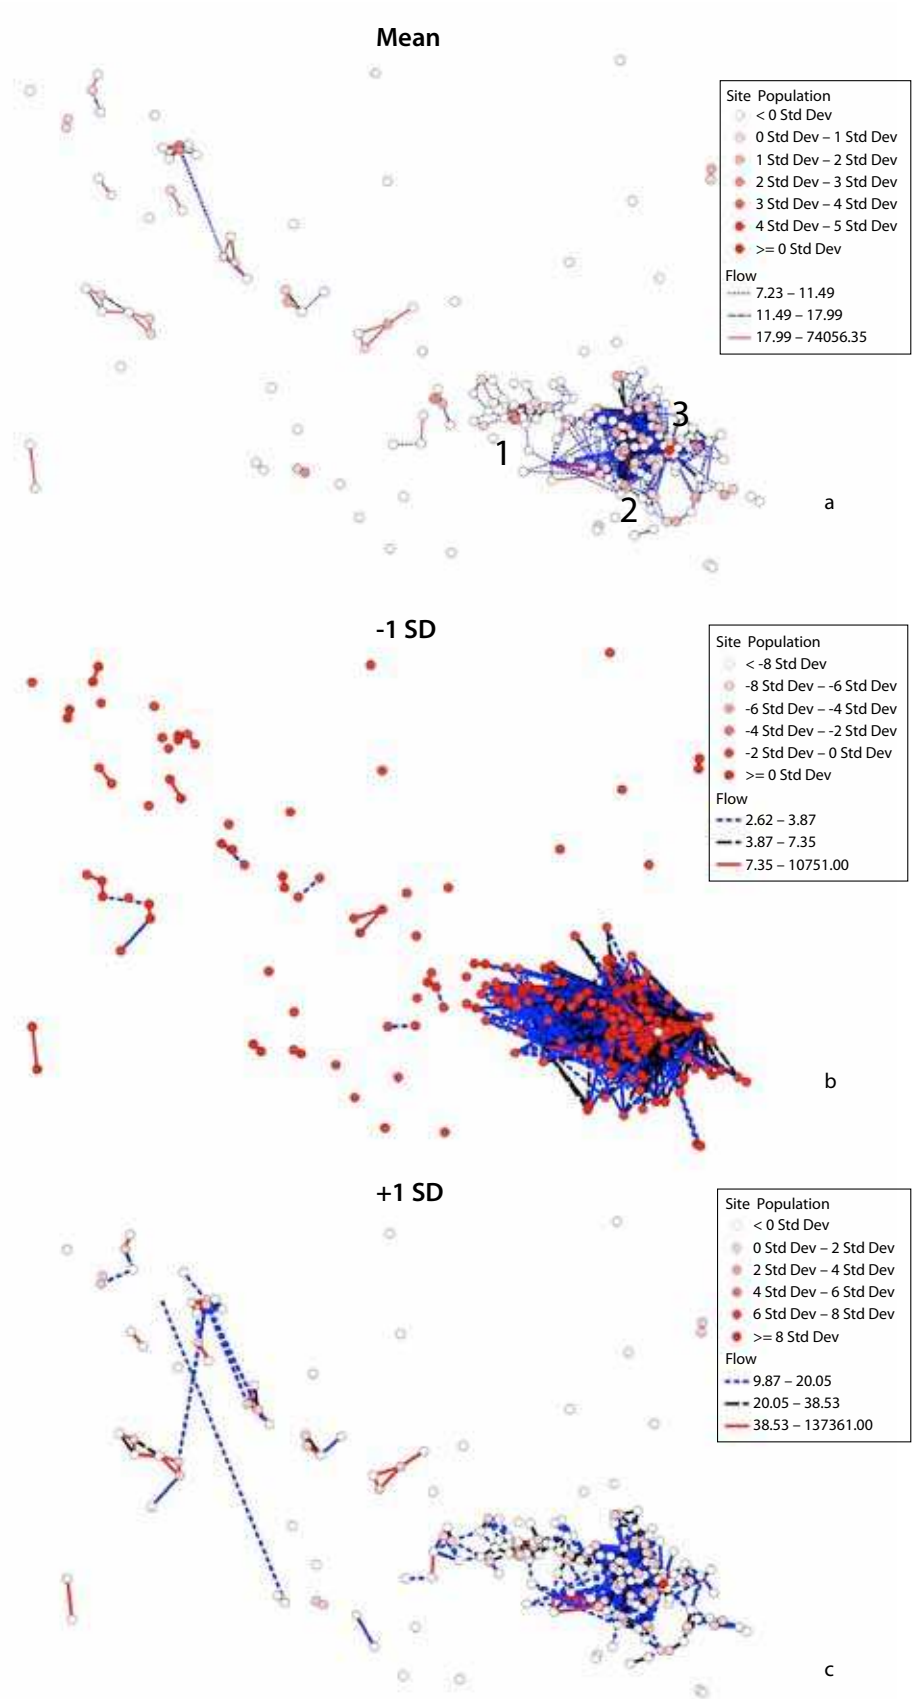 Mean
Site Population
< 0 Std Dev
0 Std Dev – 1 Std Dev
1 Std Dev – 2 Std Dev
2 Std Dev – 3 Std Dev
3 Std Dev – 4 Std Dev
4 Std Dev – 5 Std Dev
>= 0 Std Dev
Flow
7.23 – 11.49
11.49 – 17.99
17.99 – 74056.35
3
1
2
a
-1 SD
Site Population
< -8 Std Dev
-8 Std Dev – -6 Std Dev
-6 Std Dev – -4 Std Dev
-4 Std Dev – -2 Std Dev
-2 Std Dev – 0 Std Dev
>= 0 Std Dev
Flow
2.62 – 3.87
3.87 – 7.35
7.35 – 10751.00
b
+1 SD
Site Population
< 0 Std Dev
0 Std Dev – 2 Std Dev
2 Std Dev – 4 Std Dev
4 Std Dev – 6 Std Dev
6 Std Dev – 8 Std Dev
>= 8 Std Dev
Flow
9.87 – 20.05
20.05 – 38.53
38.53 – 137361.00
c